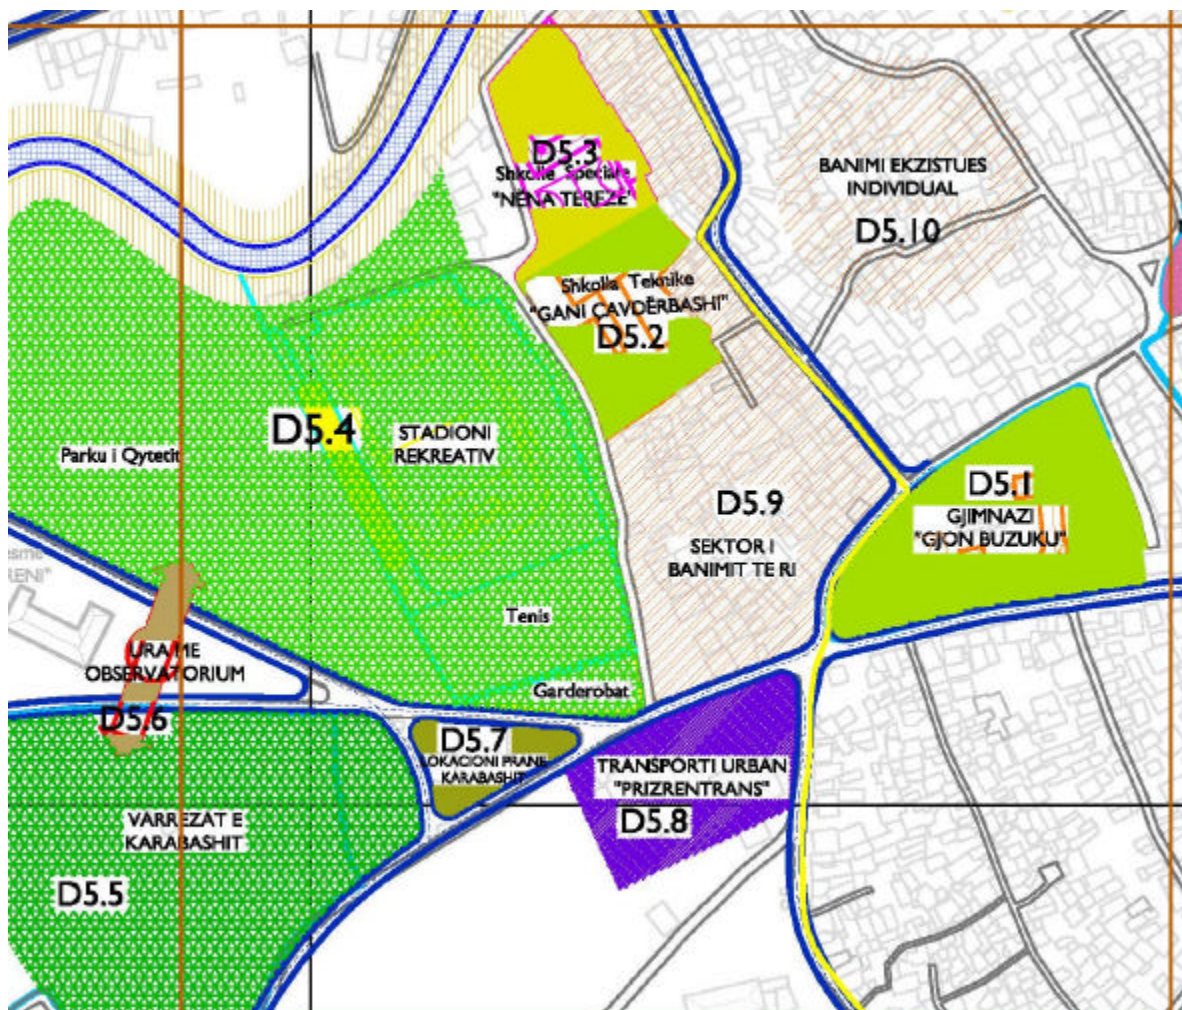 D5.3
Shkolle Speciale
"NENA TEREZE"
BANIMI EKZISTUES
INDIVIDUAL
D5.10
Shkolla Teknike
"GANI ÇAVDËRBASHI"
D5.2
D5.4
STADIONI
REKREATIV
Parku i Qytetit
D5.9
SEKTOR I
BANIMIT TE RI
D5.1
GJIMNAZI
"GJON BUZUKU"
Tenis
URA ME
OBSERVATORIUM
D5.6
Garderobat
D5.7
LOKACIONI PRANE
KARABASHIT
TRANSPORTI URBAN
"PRIZRENTRANS"
D5.8
VARREZAT E
KARABASHIT
D5.5